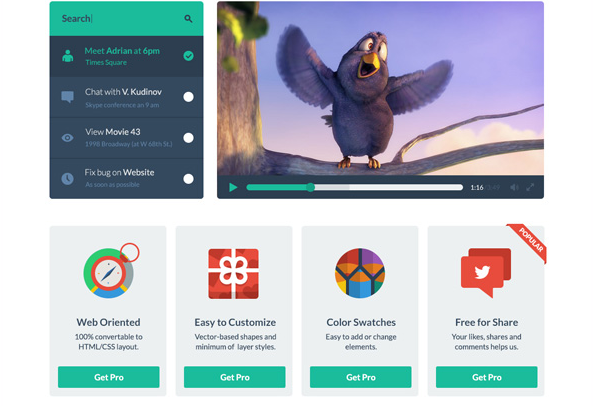 Search
Meet Adrian at 6pm
Times Square
Chat with V. Kudinov
Skype conference an 9 am
View Movie 43
1998 Broadway (at W 68th St.)
Fix bug on Website
As soon as possible
1:16
POPULAR
Web Oriented
100% convertable to
HTML/CSS layout.
Get Pro
Easy to Customize
Vector-based shapes and
minimum of layer styles.
Get Pro
Color Swatches
Easy to add or change
elements.
Get Pro
Free for Share
Your likes, shares and
comments helps us.
Get Pro